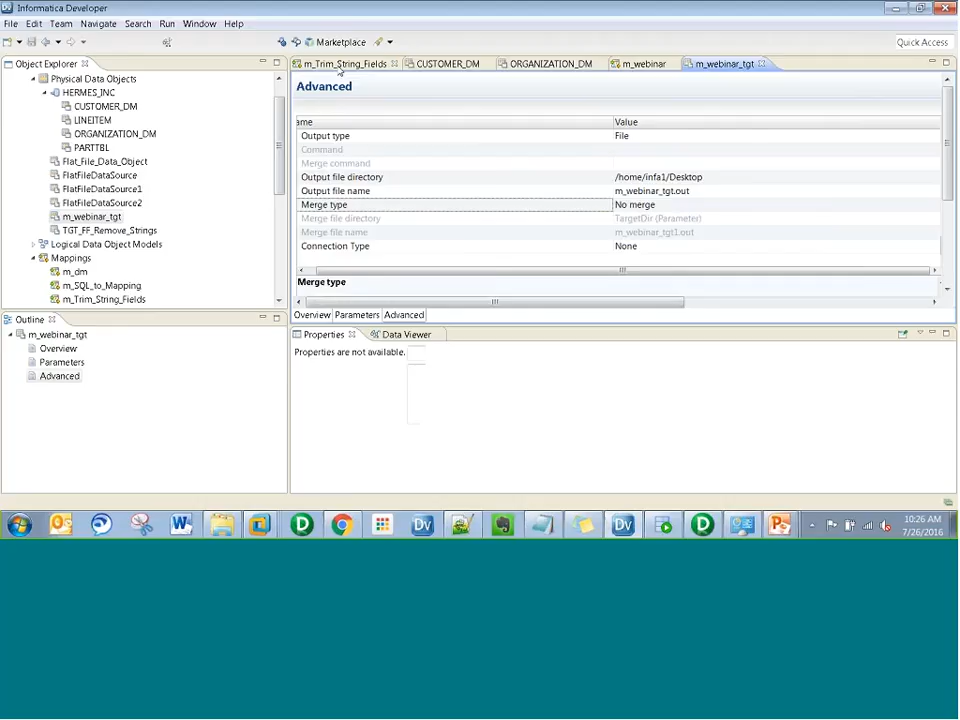 Informatica Developer
File Edit Team Navigate Search Run Window Help
Marketplace
Quick Access
Object Explorer
Physical Data Objects
HERMES_INC
CUSTOMER_DM
LINEITEM
ORGANIZATION_DM
PARTTBL
Flat_File_Data_Object
FlatFileDataSource
FlatFileDataSource1
FlatFileDataSource2
m_webinar_tgt
TGT_FF_Remove_Strings
Logical Data Object Models
Mappings
m_dm
m_SQL_to_Mapping
m_Trim_String_Fields
Outline
m_webinar_tgt
Overview
Parameters
Advanced
m_Trim_String_Fields CUSTOMER_DM ORGANIZATION_DM m_webinar m_webinar_tgt
Advanced
ame Value
Output type File
Command
Merge command
Output file directory /home/infa1/Desktop
Output file name m_webinar_tgt.out
Merge type No merge
Merge file directory TargetDir (Parameter)
Merge file name m_webinar_tgt1.out
Connection Type None
Merge type
Overview Parameters Advanced
Properties Data Viewer
Properties are not available.
10:26 AM
7/26/2016